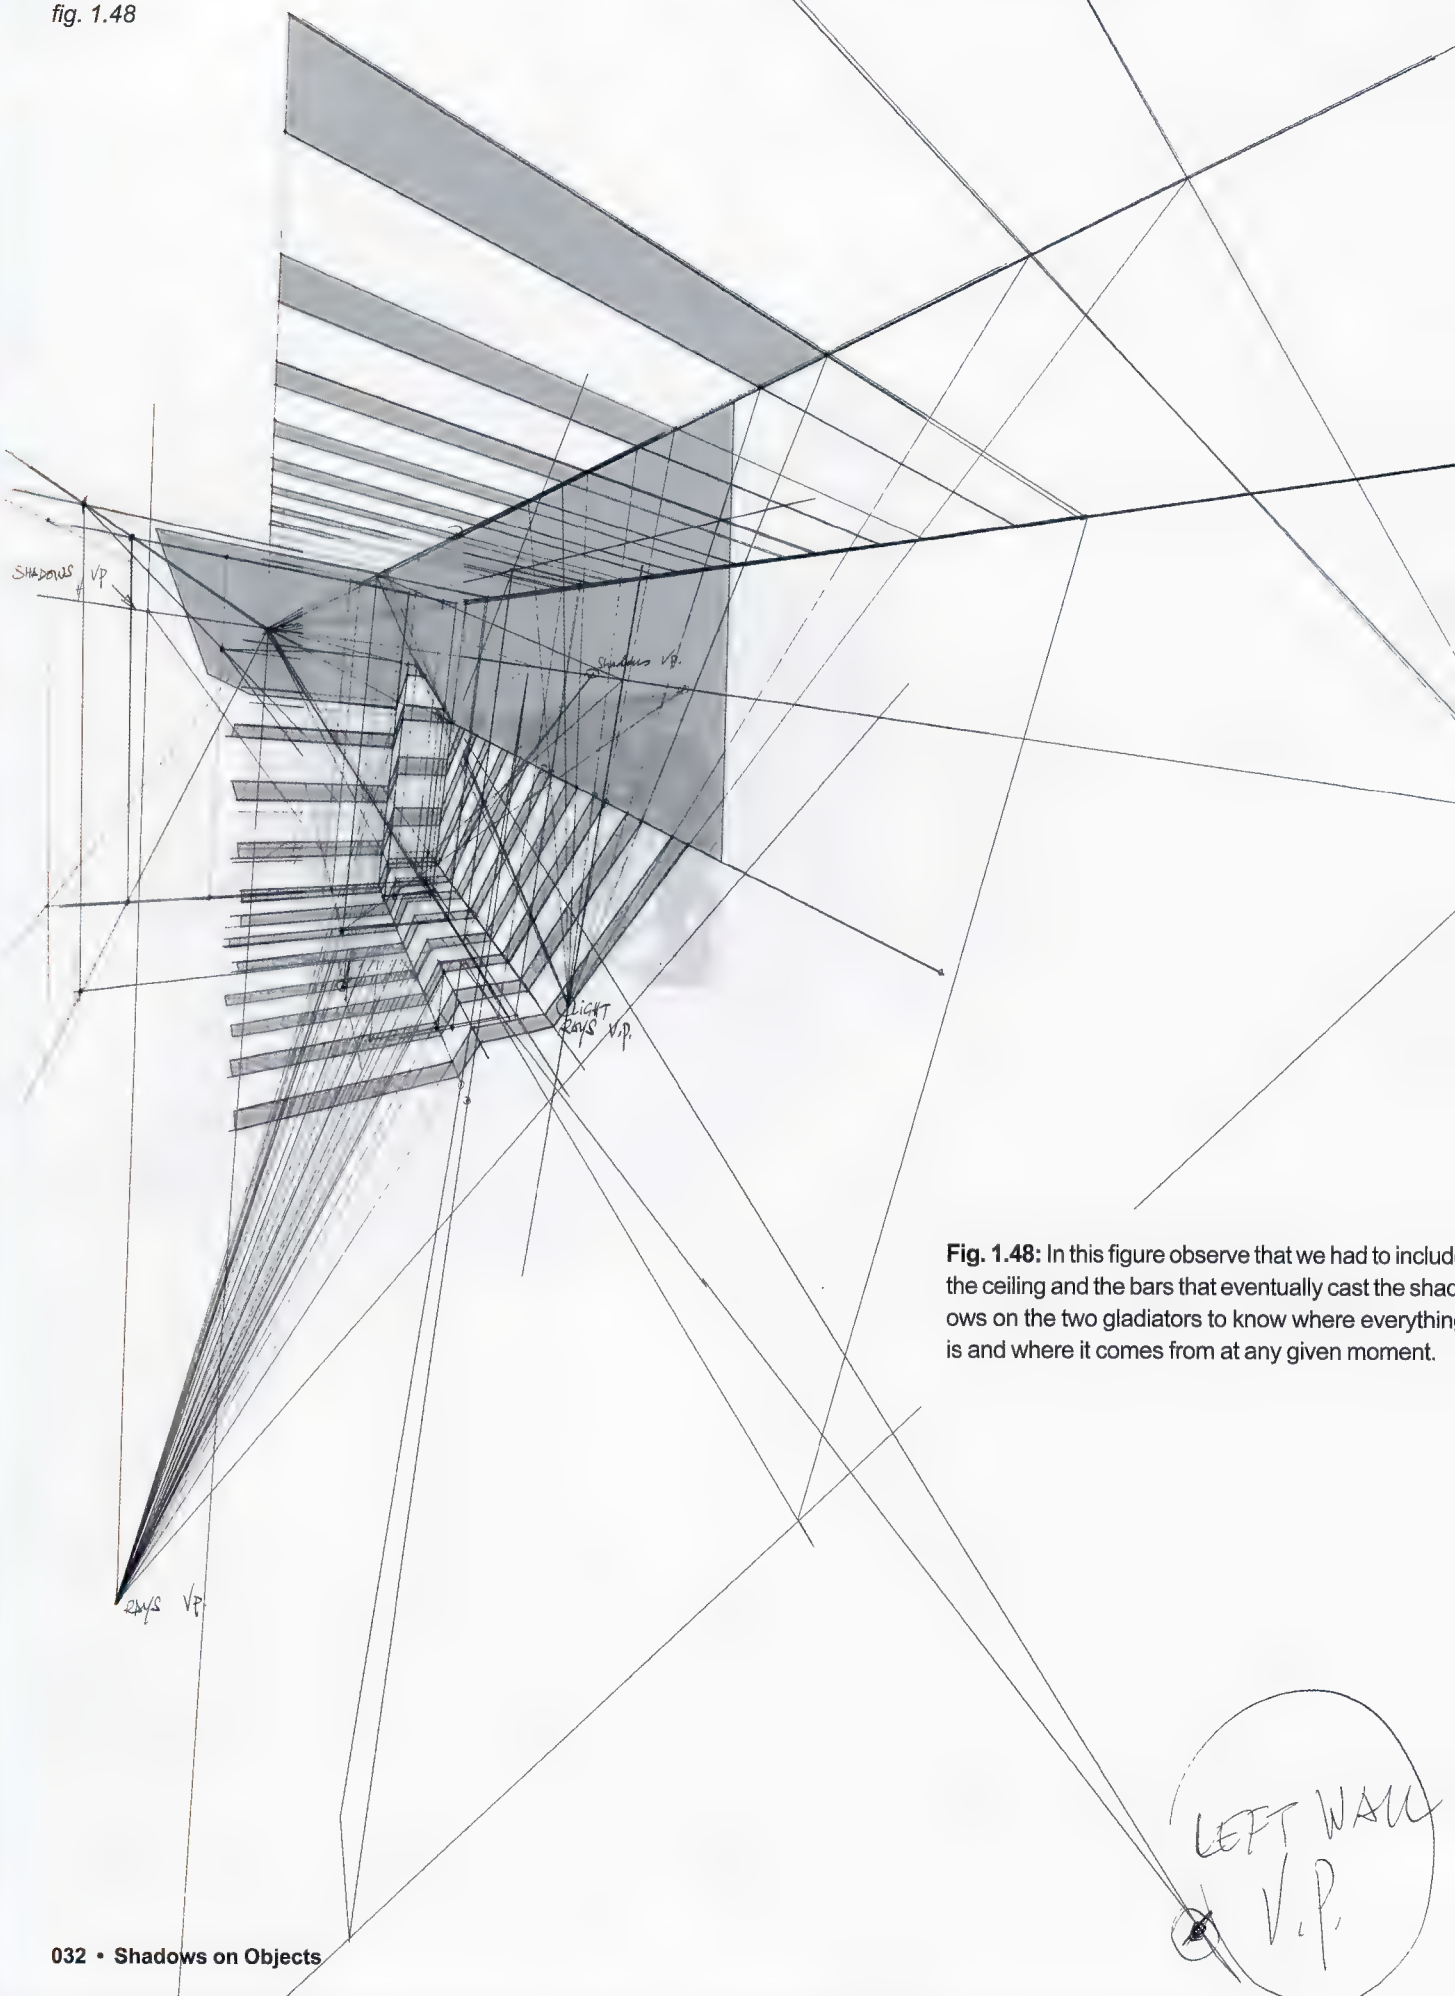 fig. 1.48
SHADOWS VP
Shadows VP.
LIGHT
RAYS V.P.
Fig. 1.48: In this figure observe that we had to includ
the ceiling and the bars that eventually cast the shad
ows on the two gladiators to know where everythin
is and where it comes from at any given moment.
RAYS VP.
LEFT WALL
V.P.
032 • Shadows on Objects